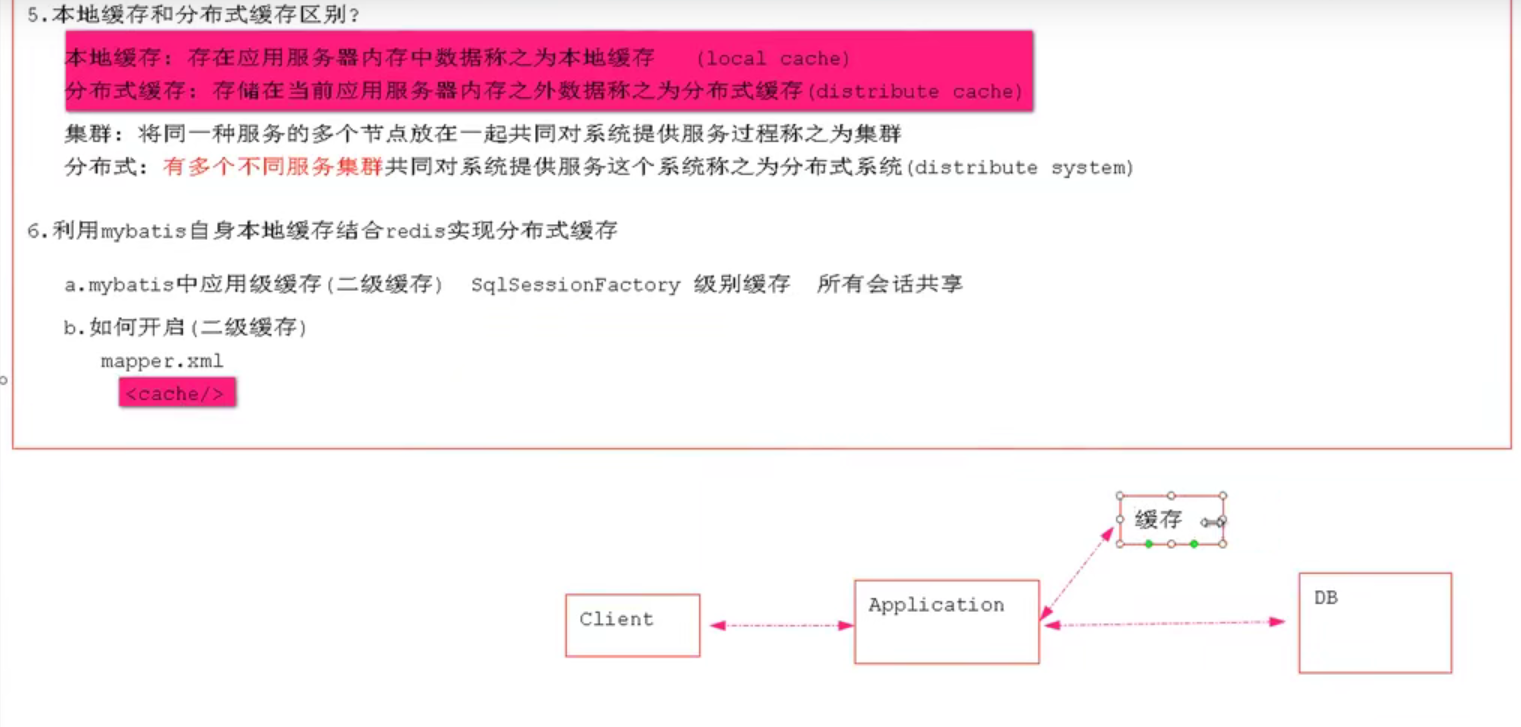 5.本地缓存和分布式缓存区别?
本地缓存: 存在应用服务器内存中数据称之为本地缓存 (local cache)
分布式缓存: 存储在当前应用服务器内存之外数据称之为分布式缓存(distribute cache)
集群: 将同一种服务的多个节点放在一起共同对系统提供服务过程称之为集群
分布式: 有多个不同服务集群共同对系统提供服务这个系统称之为分布式系统(distribute system)
6.利用mybatis自身本地缓存结合redis实现分布式缓存
a.mybatis中应用级缓存(二级缓存) SqlSessionFactory 级别缓存 所有会话共享
b.如何开启(二级缓存)
mapper.xml
<cache/>
缓存
Client
Application
DB